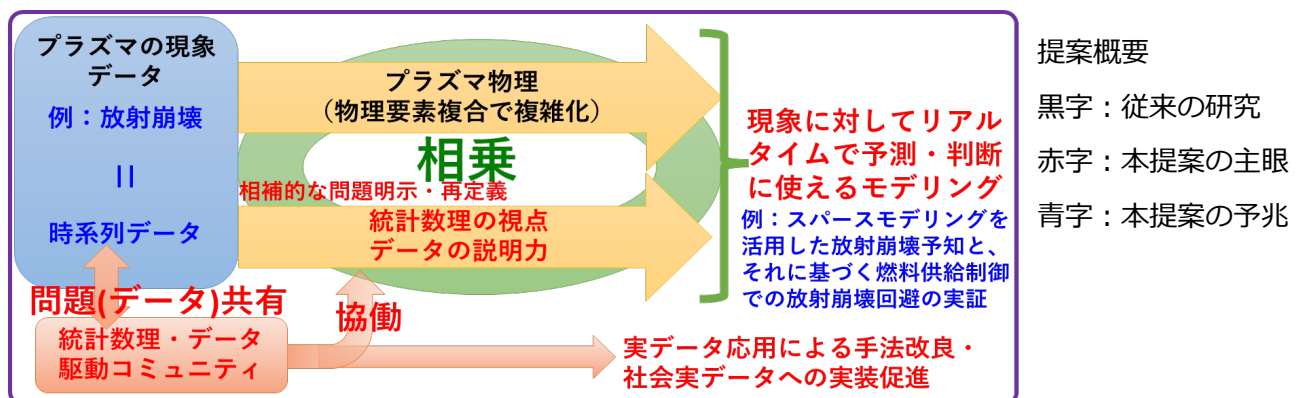 プラズマの現象
データ
例：放射崩壊
=
時系列データ
プラズマ物理
（物理要素複合で複雑化）
相乗
相補的な問題明示・再定義
統計数理の視点
データの説明力
問題(データ)共有
協働
統計数理・データ
駆動コミュニティ
現象に対してリアル
タイムで予測・判断
に使えるモデリング
例：スパースモデリングを
活用した放射崩壊予知と、
それに基づく燃料供給制御
での放射崩壊回避の実証
実データ応用による手法改良・
社会実データへの実装促進
提案概要
黒字：従来の研究
赤字：本提案の主眼
青字：本提案の予兆